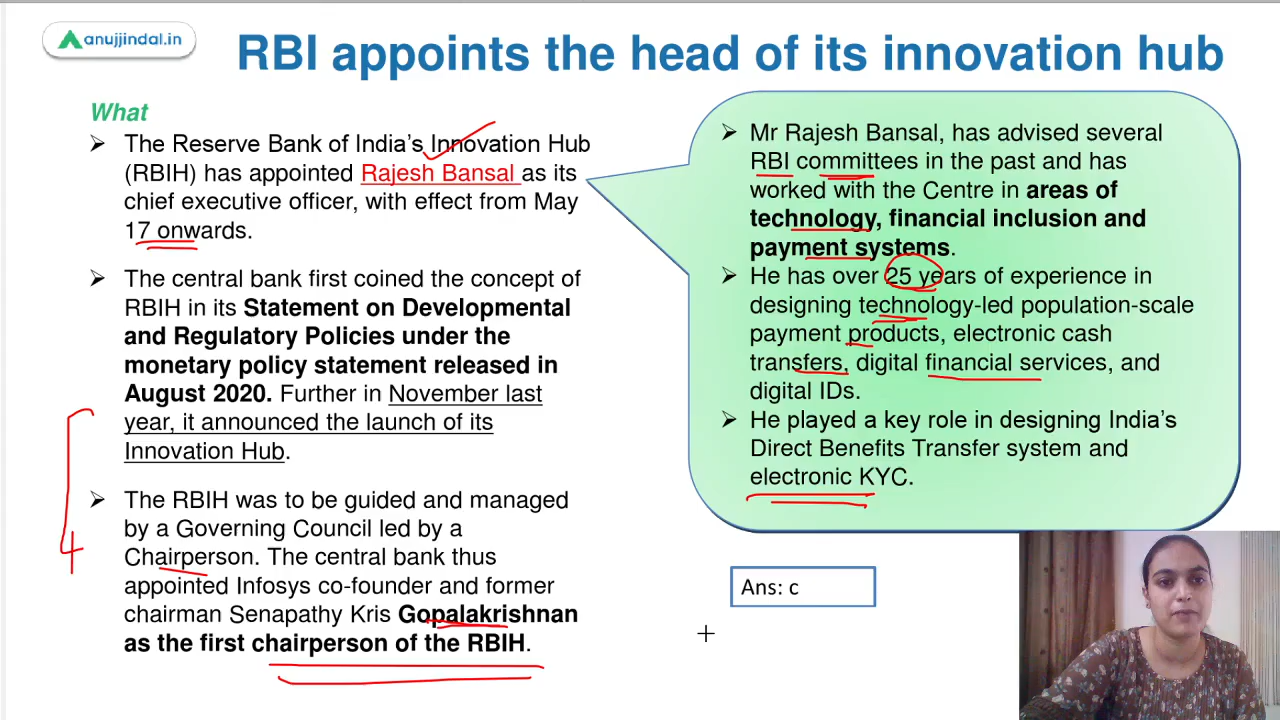 anujjindal.in
RBI appoints the head of its innovation hub
What
➢ The Reserve Bank of India's Innovation Hub
(RBIH) has appointed Rajesh Bansal as its
chief executive officer, with effect from May
17 onwards.
➢ The central bank first coined the concept of
RBIH in its Statement on Developmental
and Regulatory Policies under the
monetary policy statement released in
August 2020. Further in November last
year, it announced the launch of its
Innovation Hub.
➢ The RBIH was to be guided and managed
by a Governing Council led by a
Chairperson. The central bank thus
appointed Infosys co-founder and former
chairman Senapathy Kris Gopalakrishnan
as the first chairperson of the RBIH.
➢ Mr Rajesh Bansal, has advised several
RBI committees in the past and has
worked with the Centre in areas of
technology, financial inclusion and
payment systems.
➢ He has over 25 years of experience in
designing technology-led population-scale
payment products, electronic cash
transfers, digital financial services, and
digital IDs.
➢ He played a key role in designing India's
Direct Benefits Transfer system and
electronic KYC.
Ans: c